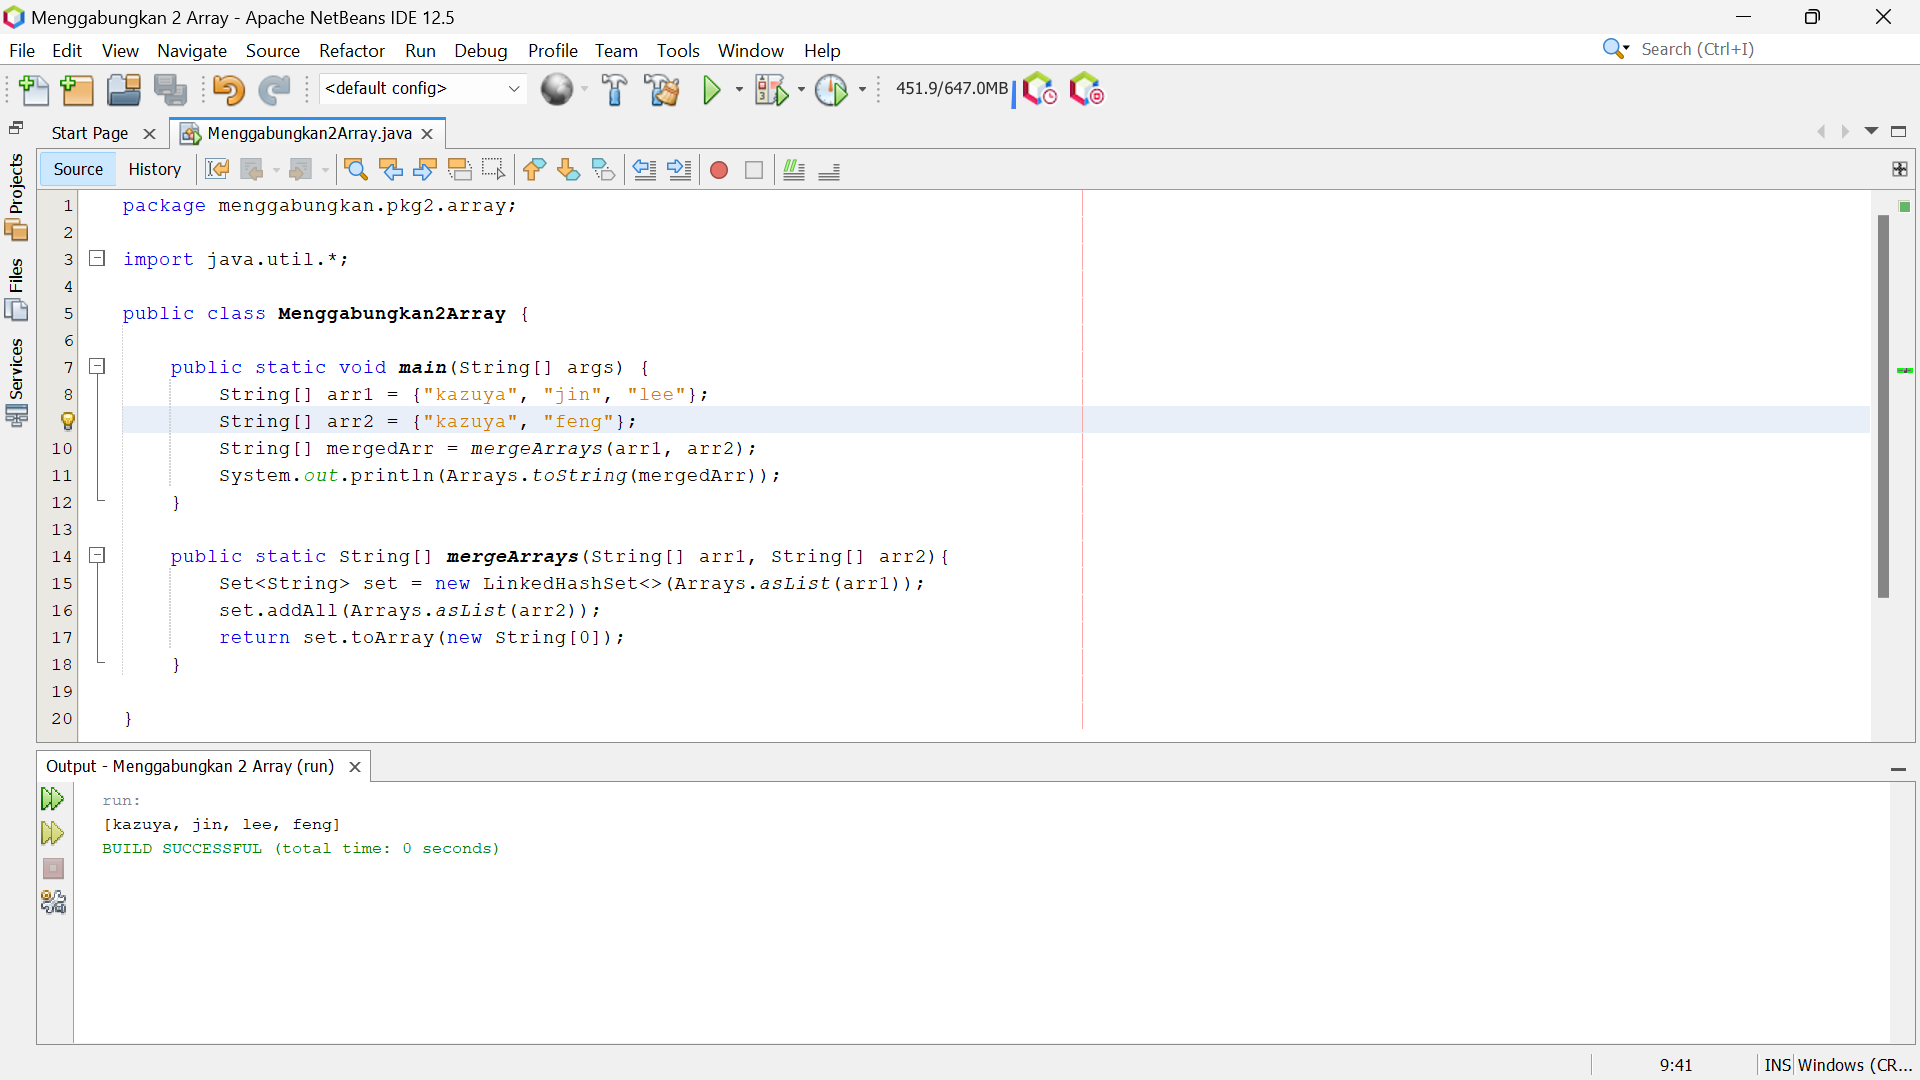 Menggabungkan 2 Array - Apache NetBeans IDE 12.5
File Edit View Navigate Source Refactor Run Debug Profile Team Tools Window Help
Search (Ctrl+I)
<default config>
451.9/647.0MB
Start Page
Menggabungkan2Array.java
Source History
Projects
Files
Services
1 package menggabungkan.pkg2.array;
2
3 import java.util.*;
4
5 public class Menggabungkan2Array {
6
7 public static void main(String[] args) {
8 String[] arr1 = {"kazuya", "jin", "lee"};
String[] arr2 = {"kazuya", "feng"};
10 String[] mergedArr = mergeArrays(arr1, arr2);
11 System.out.println(Arrays.toString(mergedArr));
12 }
13
14 public static String[] mergeArrays(String[] arr1, String[] arr2){
15 Set<String> set = new LinkedHashSet<>(Arrays.asList(arr1));
16 set.addAll(Arrays.asList(arr2));
17 return set.toArray(new String[0]);
18 }
19
20 }
Output - Menggabungkan 2 Array (run)
run:
[kazuya, jin, lee, feng]
BUILD SUCCESSFUL (total time: 0 seconds)
9:41 INS Windows (CR...